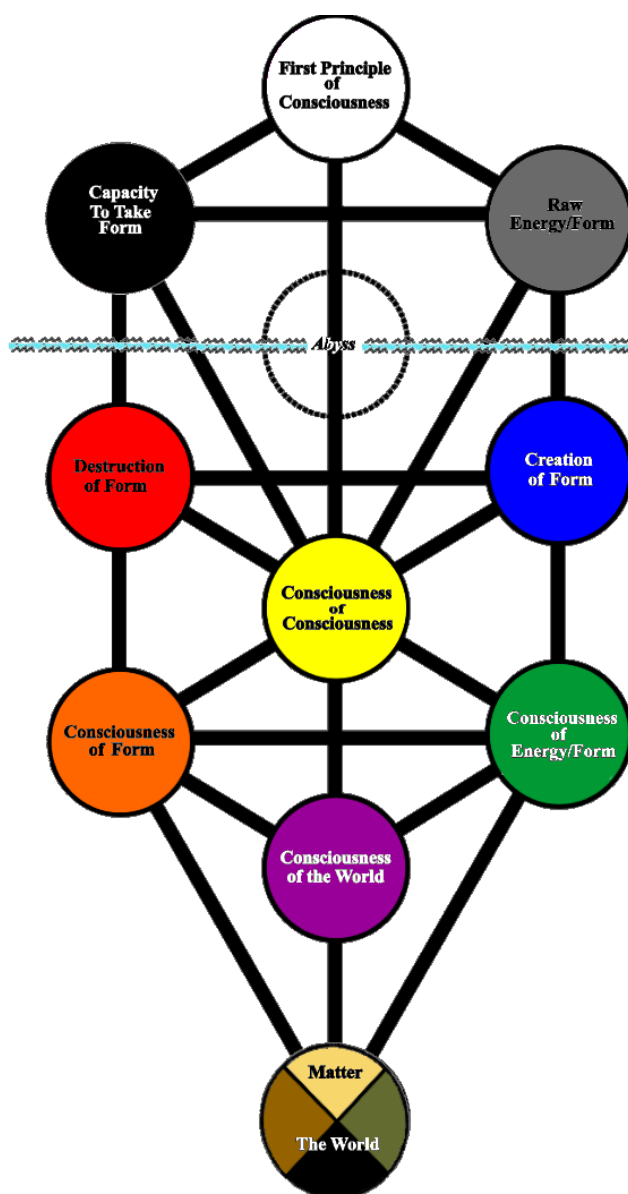 First Principle
of
Consciousness
Capacity
To Take
Form
Raw
Energy/Form
Abyss
Destruction
of Form
Creation
of Form
Consciousness
of
Consciousness
Consciousness
of Form
Consciousness
of
Energy/Form
Consciousness
of the World
Matter
The World